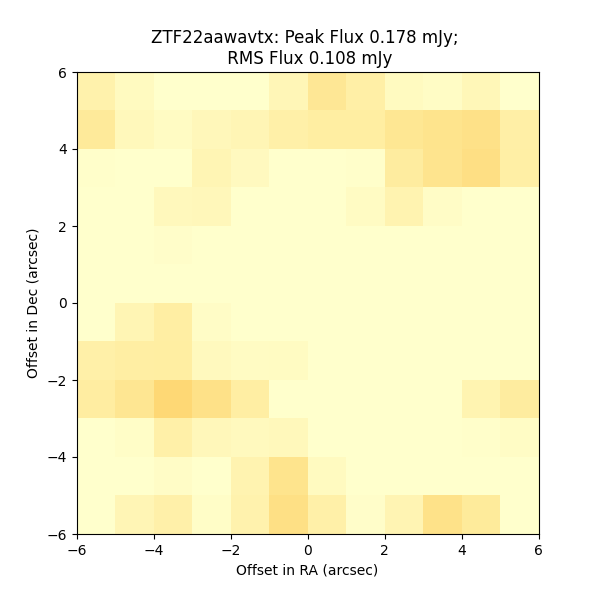 ZTF22aawavtx: Peak Flux 0.178 mJy;
RMS Flux 0.108 mJy
6
4
2
0
−2
−4
−6
Offset in Dec (arcsec)
−6 −4 −2 0 2 4 6
Offset in RA (arcsec)